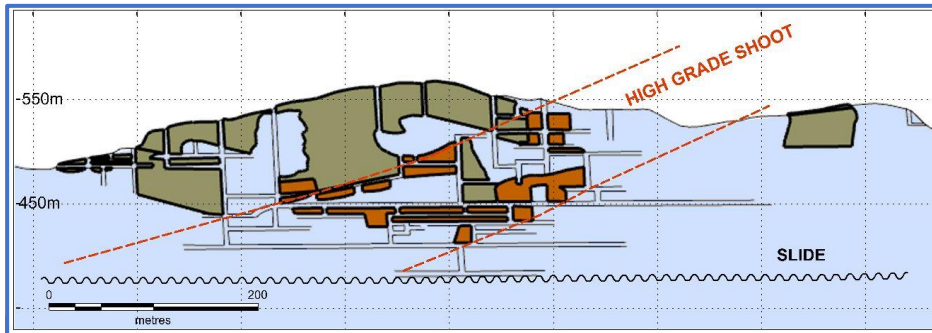 HIGH GRADE SHOOT
550m
450m
SLIDE
0 200
metres